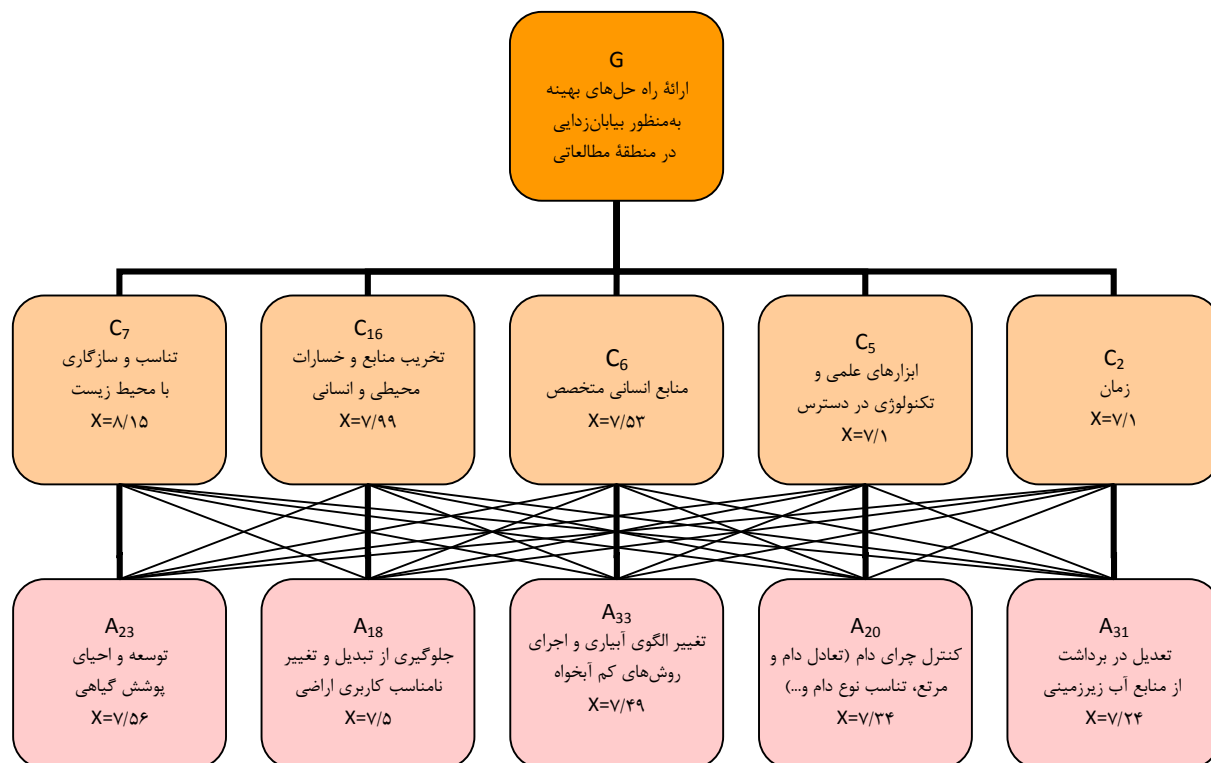 G
ارائهٔ راه حل‌های بهینه
به‌منظور بیابان‌زدایی
در منطقهٔ مطالعاتی
C2
زمان
X=۷/۱
C5
ابزارهای علمی و
تکنولوژی در دسترس
X=۷/۱
C6
منابع انسانی متخصص
X=۷/۵۳
C16
تخریب منابع و خسارات
محیطی و انسانی
X=۷/۹۹
C7
تناسب و سازگاری
با محیط زیست
X=۸/۱۵
A31
تعدیل در برداشت
از منابع آب زیرزمینی
X=۷/۲۴
A20
کنترل چرای دام (تعادل دام و
مرتع، تناسب نوع دام و...)
X=۷/۳۴
A33
تغییر الگوی آبیاری و اجرای
روش‌های کم آبخواه
X=۷/۴۹
A18
جلوگیری از تبدیل و تغییر
نامناسب کاربری اراضی
X=۷/۵
A23
توسعه و احیای
پوشش گیاهی
X=۷/۵۶